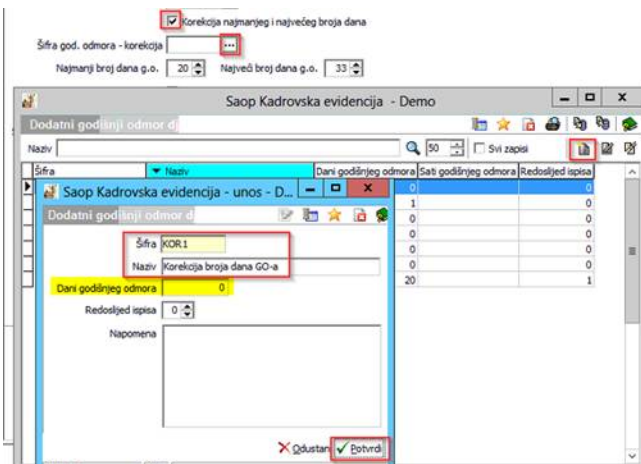 Korekcija najmanjeg i najvećeg broja dana
Šifra god. odmora - korekcija ...
Najmanji broj dana g.o. 20 Najveći broj dana g.o. 33
Saop Kadrovska evidencija - Demo
Dodatni godišnji odmor d
Naziv 50 Svi zapisi
Šifra Naziv Dani godišnjeg odmora Sati godišnjeg odmora Redoslijed ispisa
0 0
1 0
0 0
0 0
0 0
20 1
Saop Kadrovska evidencija - unos - D...
Dodatni godišnji odmor d
Šifra KOR1
Naziv Korekcija broja dana GO-a
Dani godišnjeg odmora 0
Redoslijed ispisa 0
Napomena
Odustani Potvrdi